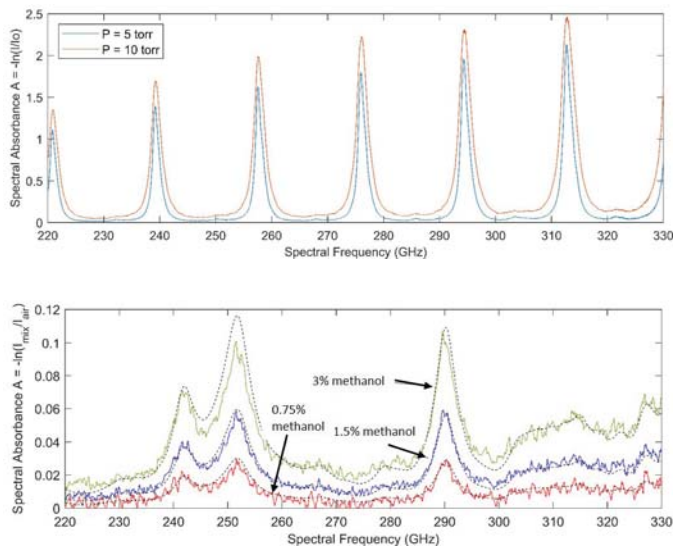 P = 5 torr
P = 10 torr
Spectral Absorbance A = -ln(I/Io)
2.5
2
1.5
1
0.5
0
220 230 240 250 260 270 280 290 300 310 320 330
Spectral Frequency (GHz)
Spectral Absorbance A = -ln(Imix/Iair)
0.12
0.1
0.08
0.06
0.04
0.02
0
3% methanol
0.75%
methanol
1.5% methanol
220 230 240 250 260 270 280 290 300 310 320 330
Spectral Frequency (GHz)